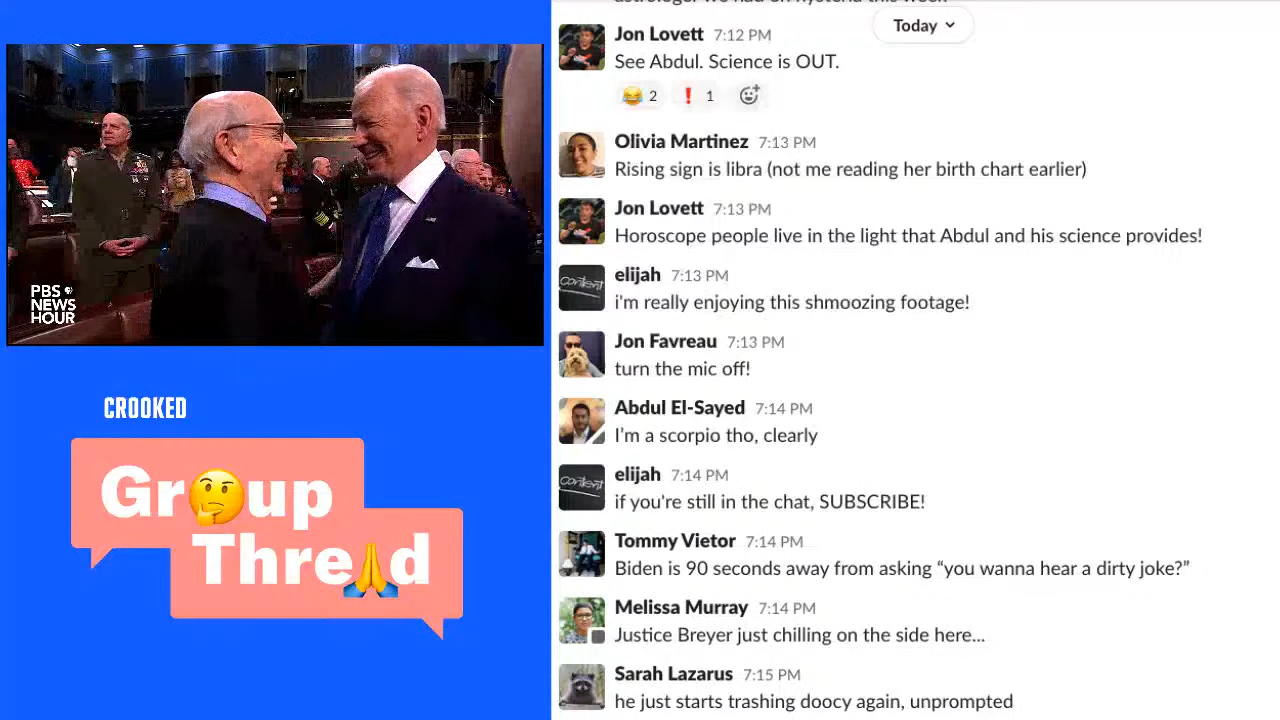 PBS
NEWS
HOUR
CROOKED
Gr🤔up
Thre🙏d
Today
Jon Lovett 7:12 PM
See Abdul. Science is OUT.
😂 2 ❗ 1
Olivia Martinez 7:13 PM
Rising sign is libra (not me reading her birth chart earlier)
Jon Lovett 7:13 PM
Horoscope people live in the light that Abdul and his science provides!
content
elijah 7:13 PM
i'm really enjoying this shmoozing footage!
Jon Favreau 7:13 PM
turn the mic off!
Abdul El-Sayed 7:14 PM
I'm a scorpio tho, clearly
content
elijah 7:14 PM
if you're still in the chat, SUBSCRIBE!
Tommy Vietor 7:14 PM
Biden is 90 seconds away from asking “you wanna hear a dirty joke?”
Melissa Murray 7:14 PM
Justice Breyer just chilling on the side here...
Sarah Lazarus 7:15 PM
he just starts trashing doocy again, unprompted